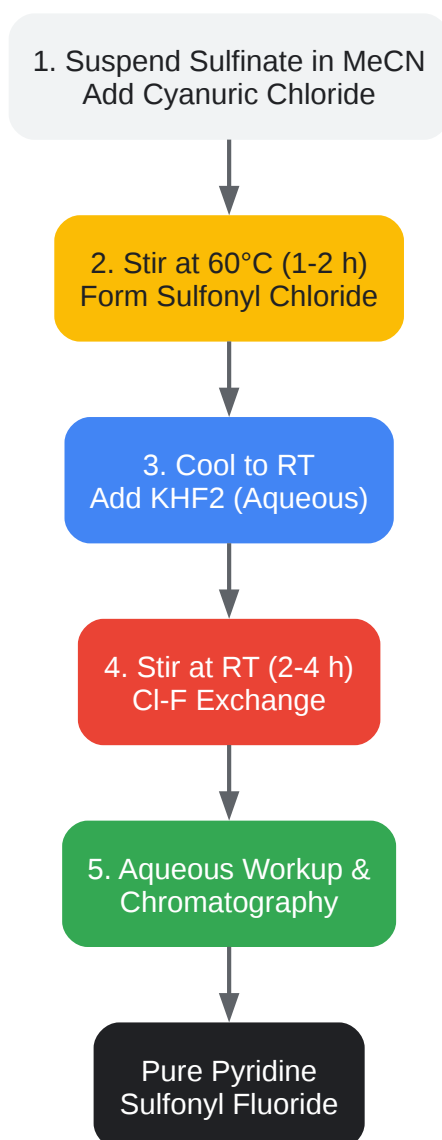 1. Suspend Sulfinate in MeCN
Add Cyanuric Chloride
2. Stir at 60°C (1-2 h)
Form Sulfonyl Chloride
3. Cool to RT
Add KHF2 (Aqueous)
4. Stir at RT (2-4 h)
Cl-F Exchange
5. Aqueous Workup &
Chromatography
Pure Pyridine
Sulfonyl Fluoride